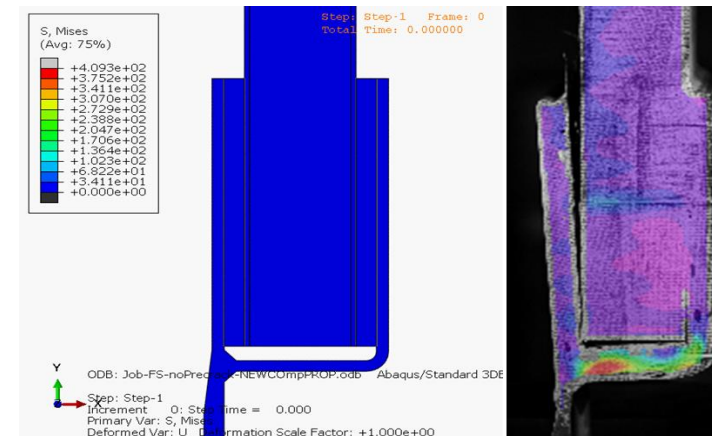 Step: Step-1 Frame: 0
Total Time: 0.000000
S, Mises
(Avg: 75%)
+4.093e+02
+3.752e+02
+3.411e+02
+3.070e+02
+2.729e+02
+2.388e+02
+2.047e+02
+1.706e+02
+1.364e+02
+1.023e+02
+6.822e+01
+3.411e+01
+0.000e+00
Y
X
ODB: Job-FS-noPrecrack-NEWCOmpPROP.odb Abaqus/Standard 3DE
Step: Step-1
Increment 0: Step Time = 0.000
Primary Var: S, Mises
Deformed Var: U Deformation Scale Factor: +1.000e+00